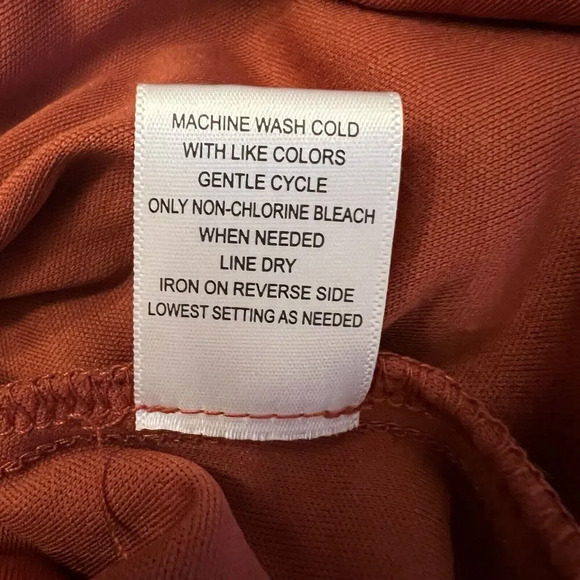 MACHINE WASH COLD
WITH LIKE COLORS
GENTLE CYCLE
ONLY NON-CHLORINE BLEACH
WHEN NEEDED
LINE DRY
IRON ON REVERSE SIDE
LOWEST SETTING AS NEEDED